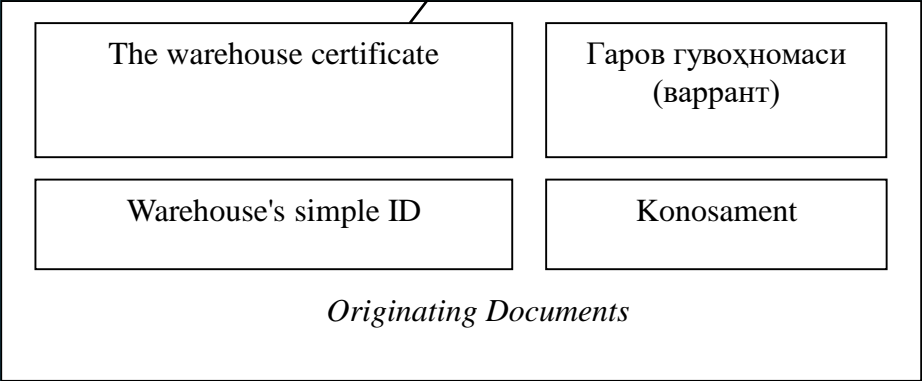 The warehouse certificate
Гаров гувоҳномаси
(варрант)
Warehouse's simple ID
Konosament
Originating Documents